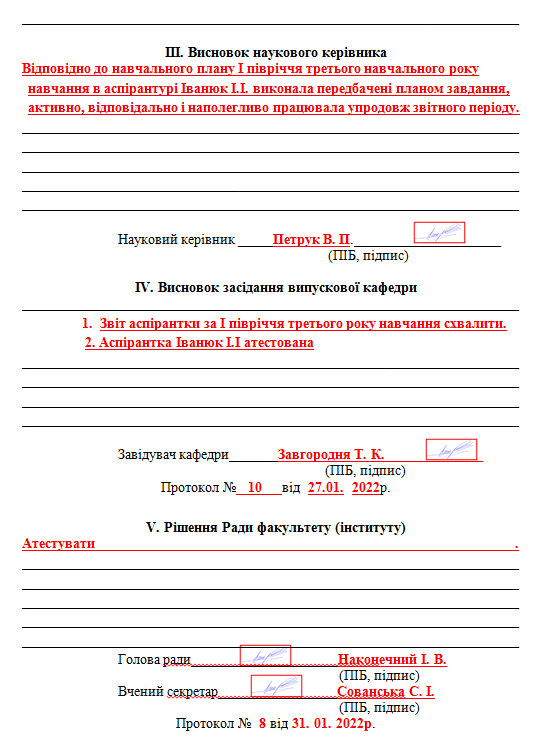 ІІІ. Висновок наукового керівника
Відповідно до навчального плану І півріччя третього навчального року
навчання в аспірантурі Іванюк І.І. виконала передбачені планом завдання,
активно, відповідально і наполегливо працювала упродовж звітного періоду.
Науковий керівник Петрук В. П.
(ПІБ, підпис)
IV. Висновок засідання випускової кафедри
1. Звіт аспірантки за І півріччя третього року навчання схвалити.
2. Аспірантка Іванюк І.І атестована
Завідувач кафедри Завгородня Т. К.
(ПІБ, підпис)
Протокол № 10 від 27.01. 2022р.
V. Рішення Ради факультету (інституту)
Атестувати .
Голова ради Наконечний І. В.
(ПІБ, підпис)
Вчений секретар Сованська С. І.
(ПІБ, підпис)
Протокол № 8 від 31. 01. 2022р.